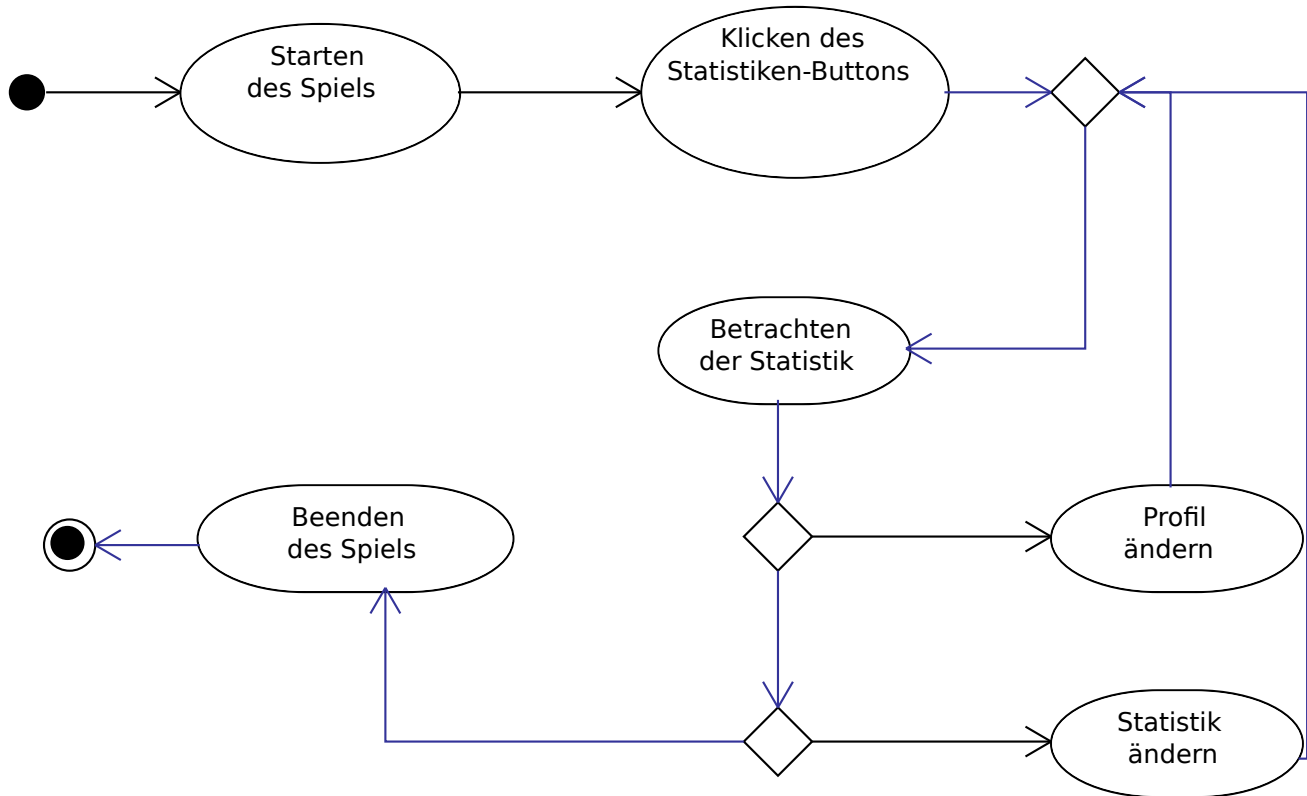 Starten
des Spiels
Klicken des
Statistiken-Buttons
Betrachten
der Statistik
Beenden
des Spiels
Profil
ändern
Statistik
ändern